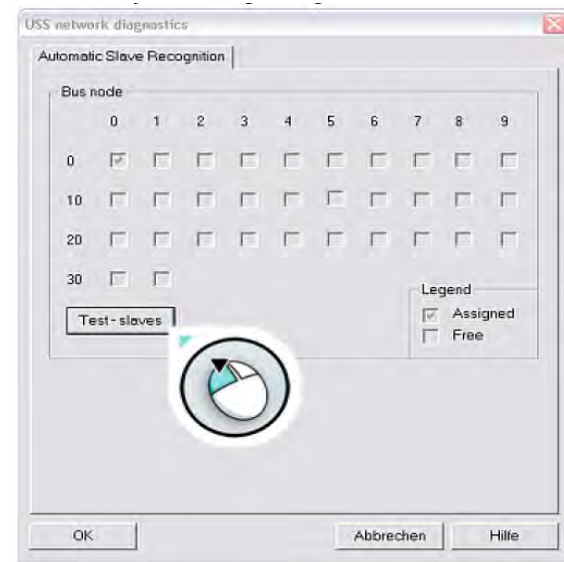 USS network diagnostics
Automatic Slave Recognition
Bus node
0 1 2 3 4 5 6 7 8 9
0
10
20
30
Legend
Test-slaves
Assigned
Free
OK Abbrechen Hilfe